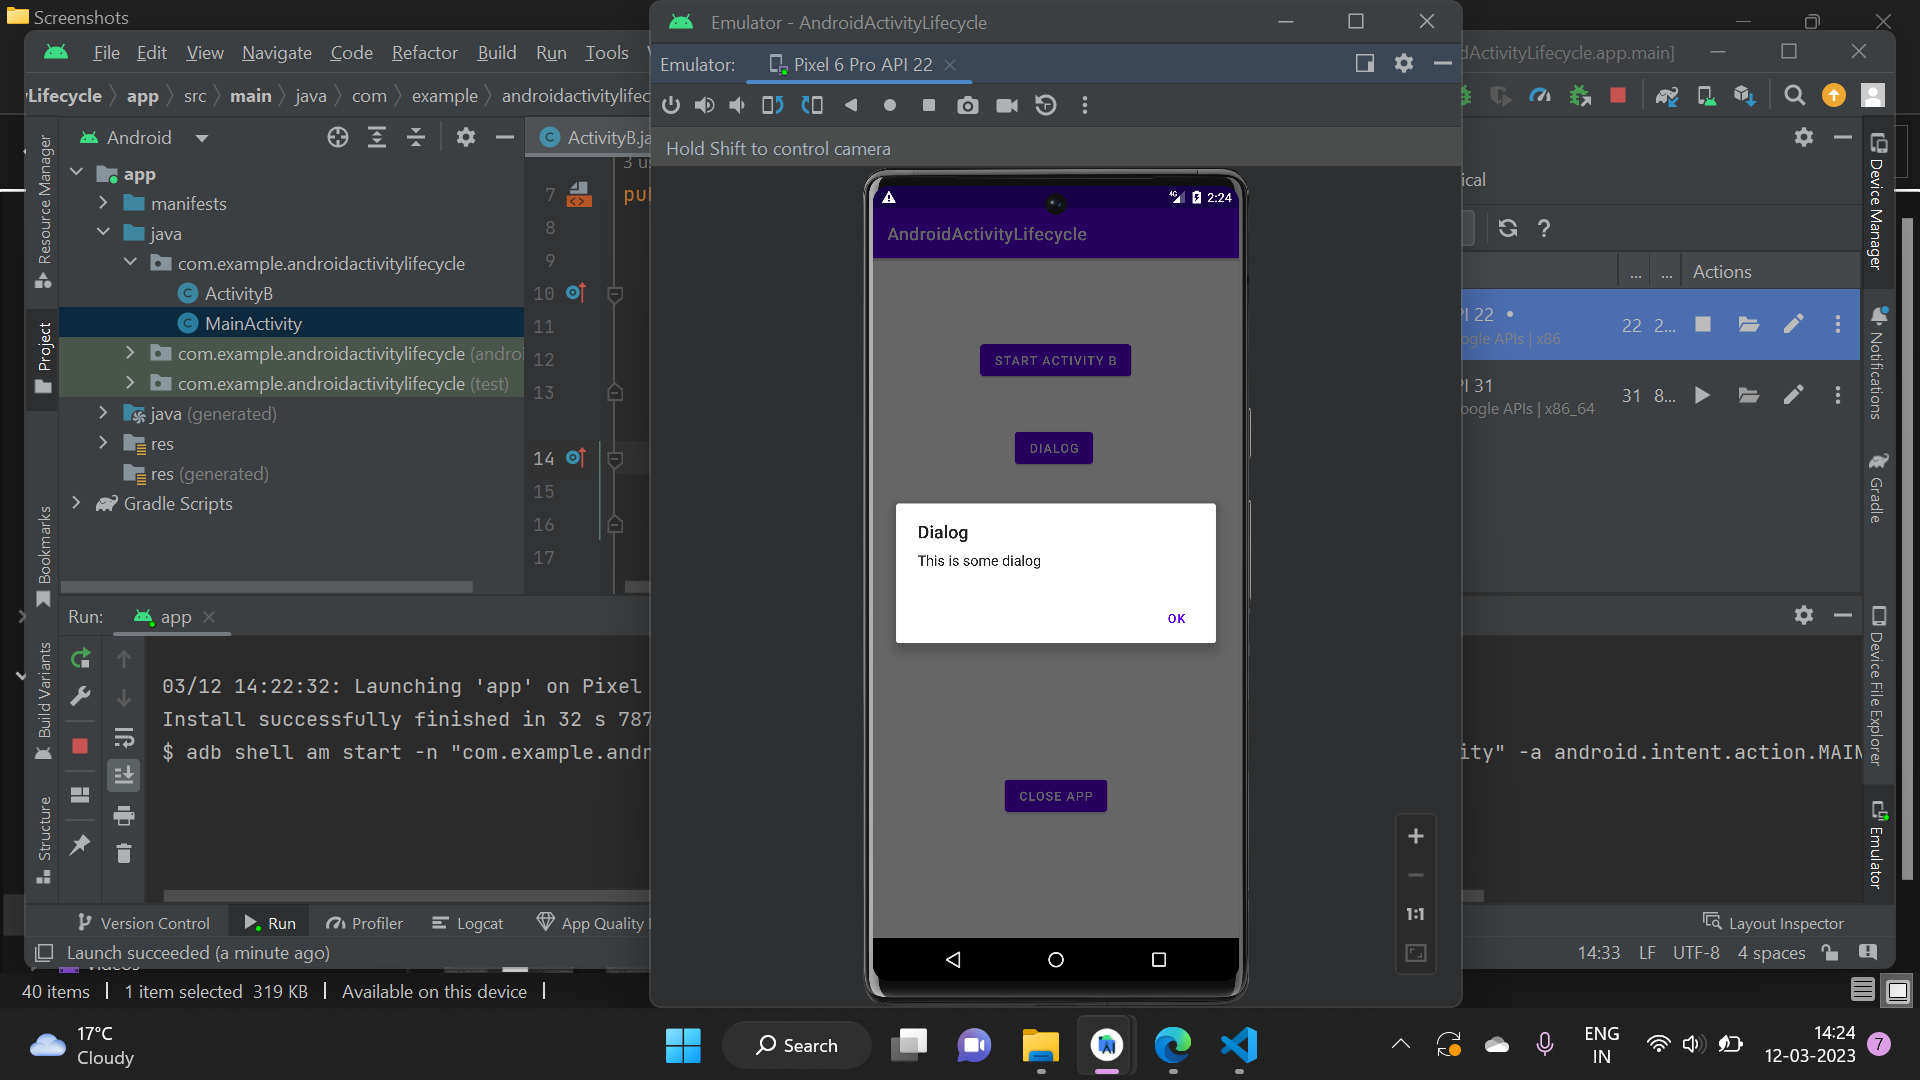 Screenshots
File Edit View Navigate Code Refactor Build Run Tools
Lifecycle app src main java com example androidactivitylifec
Android
app
manifests
java
com.example.androidactivitylifecycle
ActivityB
MainActivity
com.example.androidactivitylifecycle (andro
com.example.androidactivitylifecycle (test)
java (generated)
res
res (generated)
Gradle Scripts
Resource Manager
Project
Bookmarks
Build Variants
Structure
ActivityB.ja
3 us
7 pub
8
9
10
11
12
13
14
15
16
17
Run: app
03/12 14:22:32: Launching 'app' on Pixel
Install successfully finished in 32 s 787
$ adb shell am start -n "com.example.andr
ity" -a android.intent.action.MAIN
Version Control Run Profiler Logcat App Quality
Launch succeeded (a minute ago)
Emulator - AndroidActivityLifecycle
Emulator: Pixel 6 Pro API 22
Hold Shift to control camera
4G 2:24
AndroidActivityLifecycle
START ACTIVITY B
DIALOG
Dialog
This is some dialog
OK
CLOSE APP
1:1
dActivityLifecycle.app.main]
ical
?
... ... Actions
PI 22 22 2...
ogle APIs | x86
PI 31 31 8...
oogle APIs | x86_64
Device Manager
Notifications
Gradle
Device File Explorer
Emulator
Layout Inspector
14:33 LF UTF-8 4 spaces
40 items 1 item selected 319 KB Available on this device
17°C
Cloudy
Search
ENG
IN
14:24
12-03-2023
7